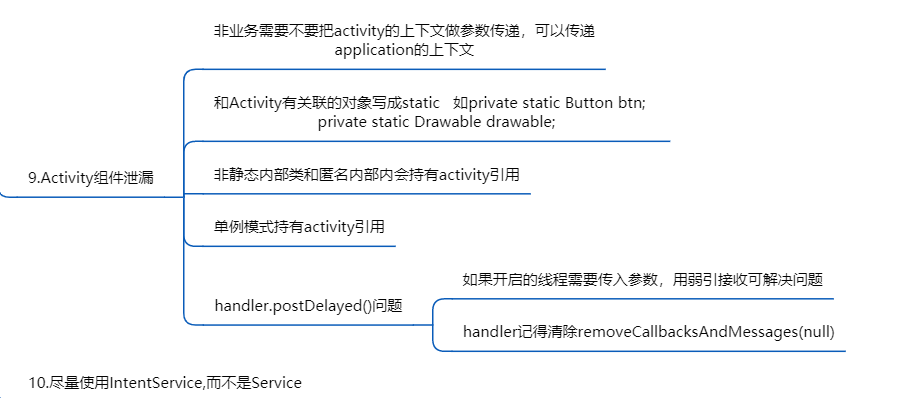 非业务需要不要把activity的上下文做参数传递，可以传递
application的上下文
和Activity有关联的对象写成static   如private static Button btn;
private static Drawable drawable;
9.Activity组件泄漏
非静态内部类和匿名内部内会持有activity引用
单例模式持有activity引用
handler.postDelayed()问题
如果开启的线程需要传入参数，用弱引接收可解决问题
handler记得清除removeCallbacksAndMessages(null)
10.尽量使用IntentService,而不是Service